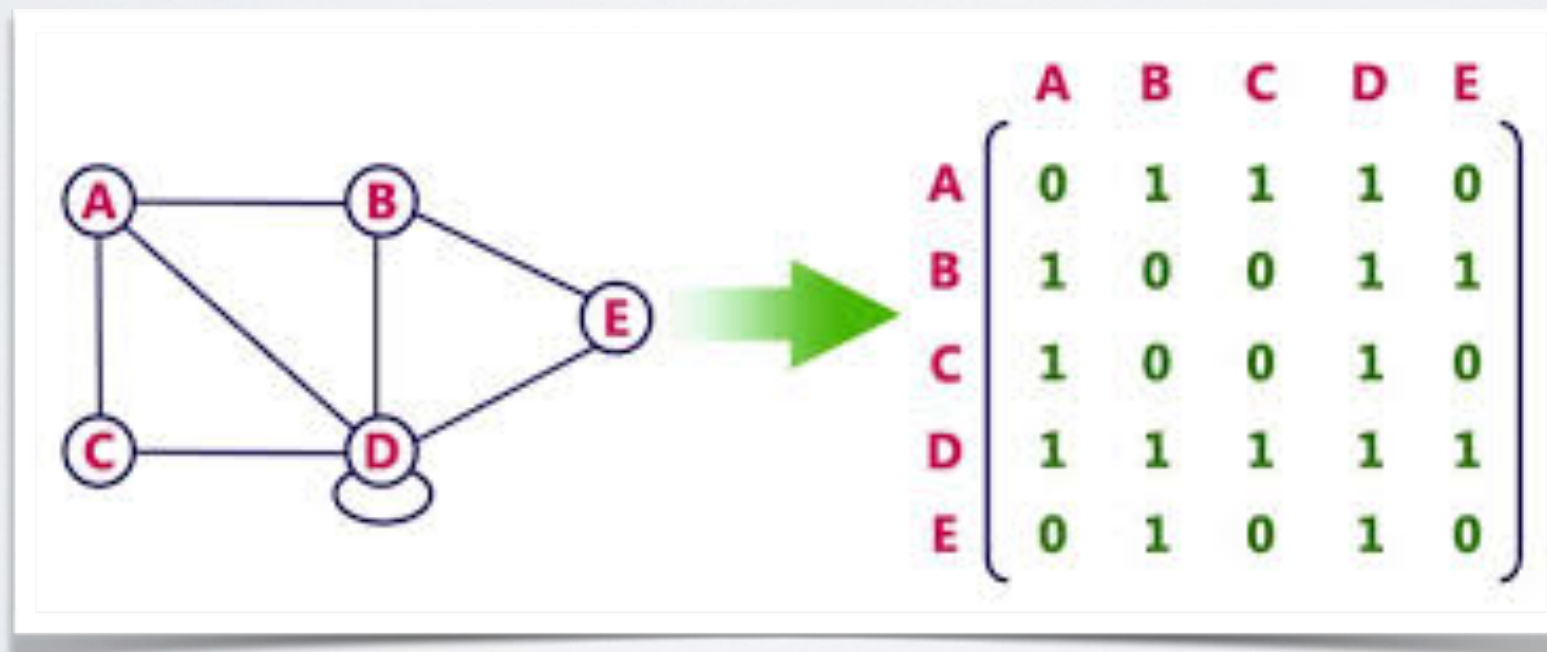 A B
E
C D
A B C D E
A 0 1 1 1 0
B 1 0 0 1 1
C 1 0 0 1 0
D 1 1 1 1 1
E 0 1 0 1 0